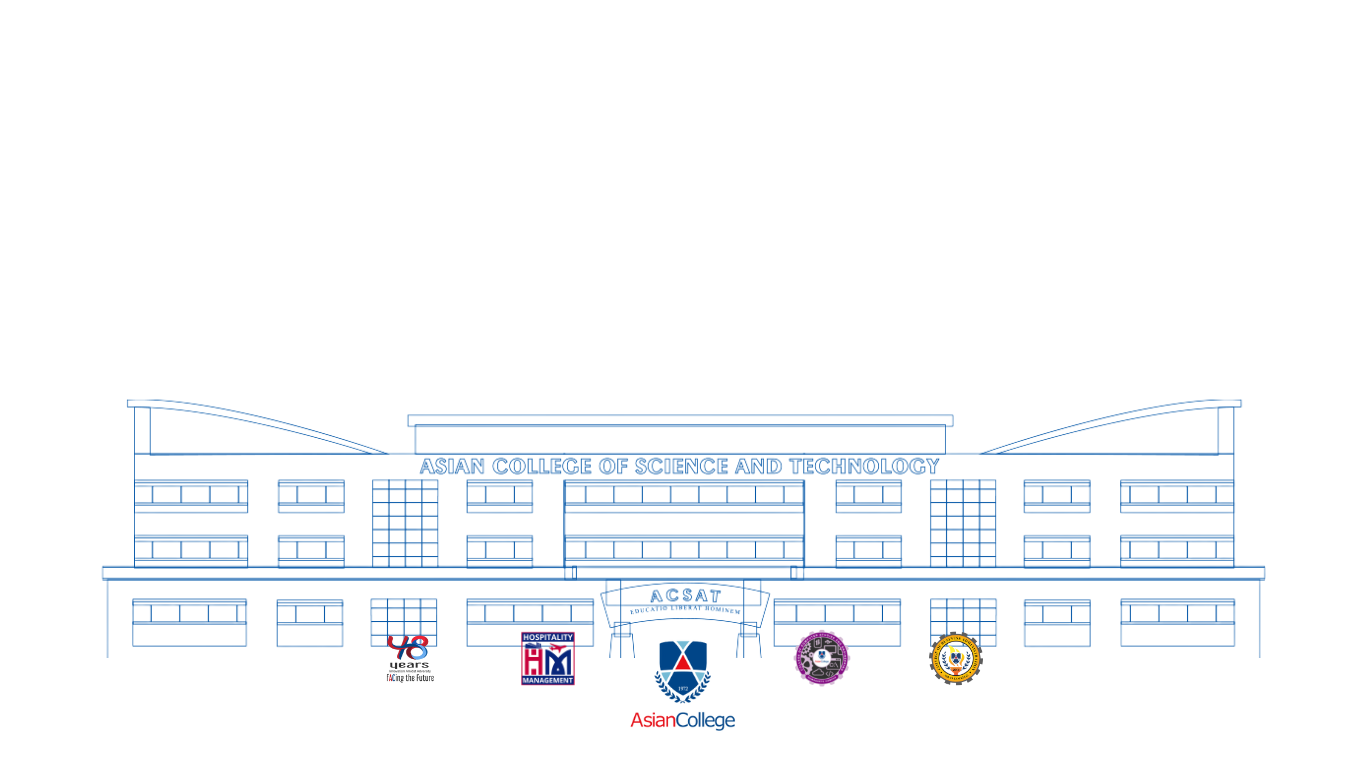 ASIAN COLLEGE OF SCIENCE AND TECHNOLOGY
ACSAT
EDUCATIO LIBERAT HOMINEM
48
years
FACing the Future
HOSPITALITY
HM
MANAGEMENT
1972
AsianCollege